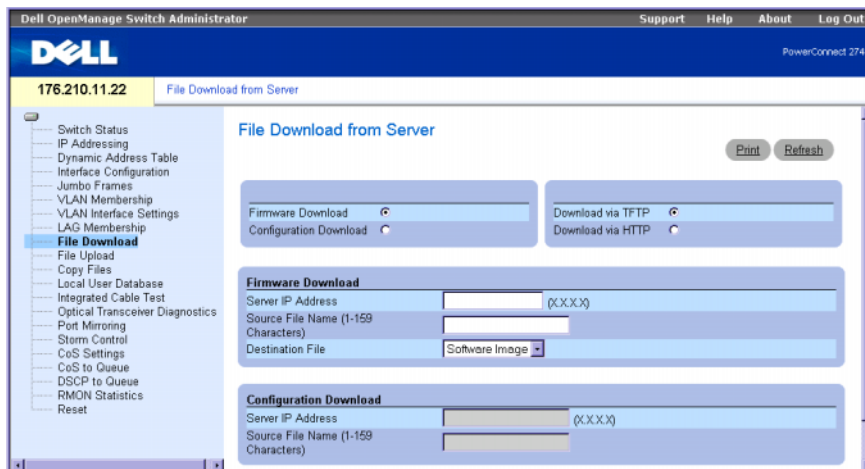 Dell OpenManage Switch Administrator
Support Help About Log Out
DELL
PowerConnect 274
176.210.11.22
File Download from Server
Switch Status
IP Addressing
Dynamic Address Table
Interface Configuration
Jumbo Frames
VLAN Membership
VLAN Interface Settings
LAG Membership
File Download
File Upload
Copy Files
Local User Database
Integrated Cable Test
Optical Transceiver Diagnostics
Port Mirroring
Storm Control
CoS Settings
CoS to Queue
DSCP to Queue
RMON Statistics
Reset
File Download from Server
Print Refresh
Firmware Download
Configuration Download
Download via TFTP
Download via HTTP
Firmware Download
Server IP Address (X.X.X.X)
Source File Name (1-159
Characters)
Destination File Software Image
Configuration Download
Server IP Address (X.X.X.X)
Source File Name (1-159
Characters)